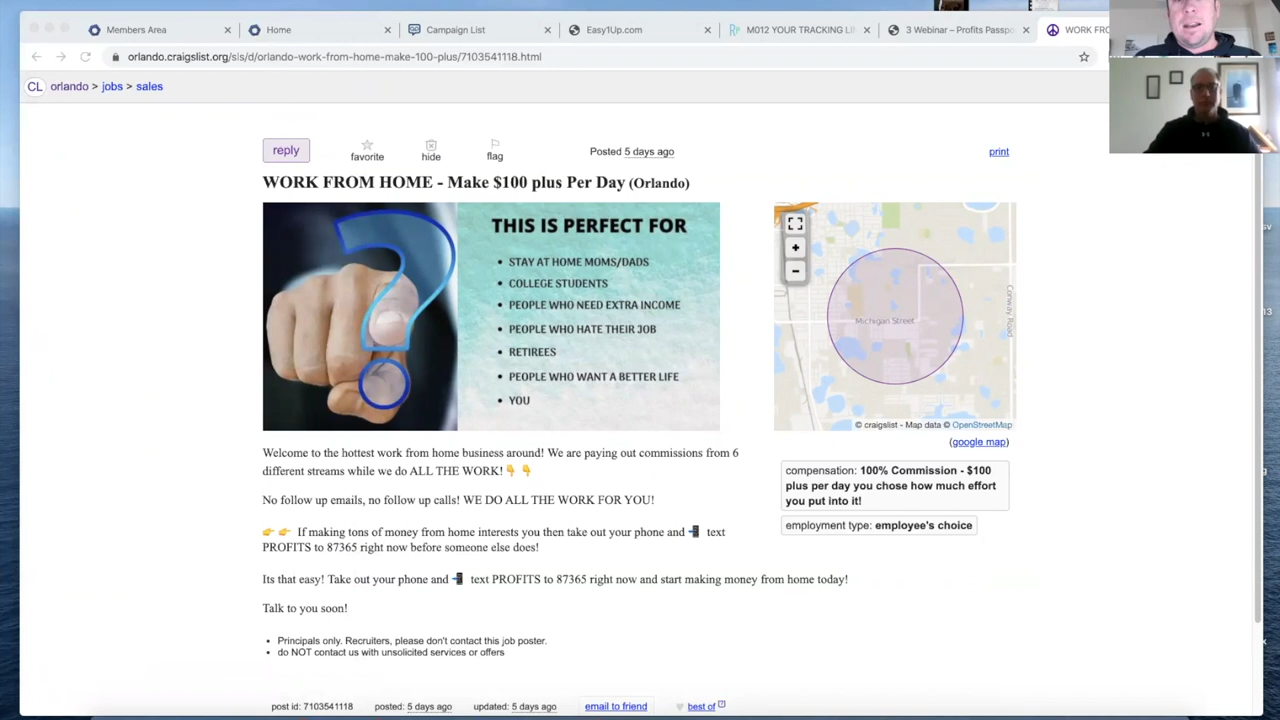 Members Area
Home
Campaign List
Easy1Up.com
M012 YOUR TRACKING LI
3 Webinar – Profits Passpo
WORK FRO
orlando.craigslist.org/sls/d/orlando-work-from-home-make-100-plus/7103541118.html
CL orlando > jobs > sales
reply
favorite
hide
flag
Posted 5 days ago
print
WORK FROM HOME - Make $100 plus Per Day (Orlando)
THIS IS PERFECT FOR
• STAY AT HOME MOMS/DADS
• COLLEGE STUDENTS
• PEOPLE WHO NEED EXTRA INCOME
• PEOPLE WHO HATE THEIR JOB
• RETIREES
• PEOPLE WHO WANT A BETTER LIFE
• YOU
+
−
Michigan Street
Conway Road
© craigslist - Map data © OpenStreetMap
(google map)
compensation: 100% Commission - $100
plus per day you chose how much effort
you put into it!
employment type: employee's choice
Welcome to the hottest work from home business around! We are paying out commissions from 6
different streams while we do ALL THE WORK!👇 👇
No follow up emails, no follow up calls! WE DO ALL THE WORK FOR YOU!
👉 👉 If making tons of money from home interests you then take out your phone and 📲 text
PROFITS to 87365 right now before someone else does!
Its that easy! Take out your phone and 📲 text PROFITS to 87365 right now and start making money from home today!
Talk to you soon!
• Principals only. Recruiters, please don't contact this job poster.
• do NOT contact us with unsolicited services or offers
post id: 7103541118
posted: 5 days ago
updated: 5 days ago
email to friend
best of [?]
sv
13